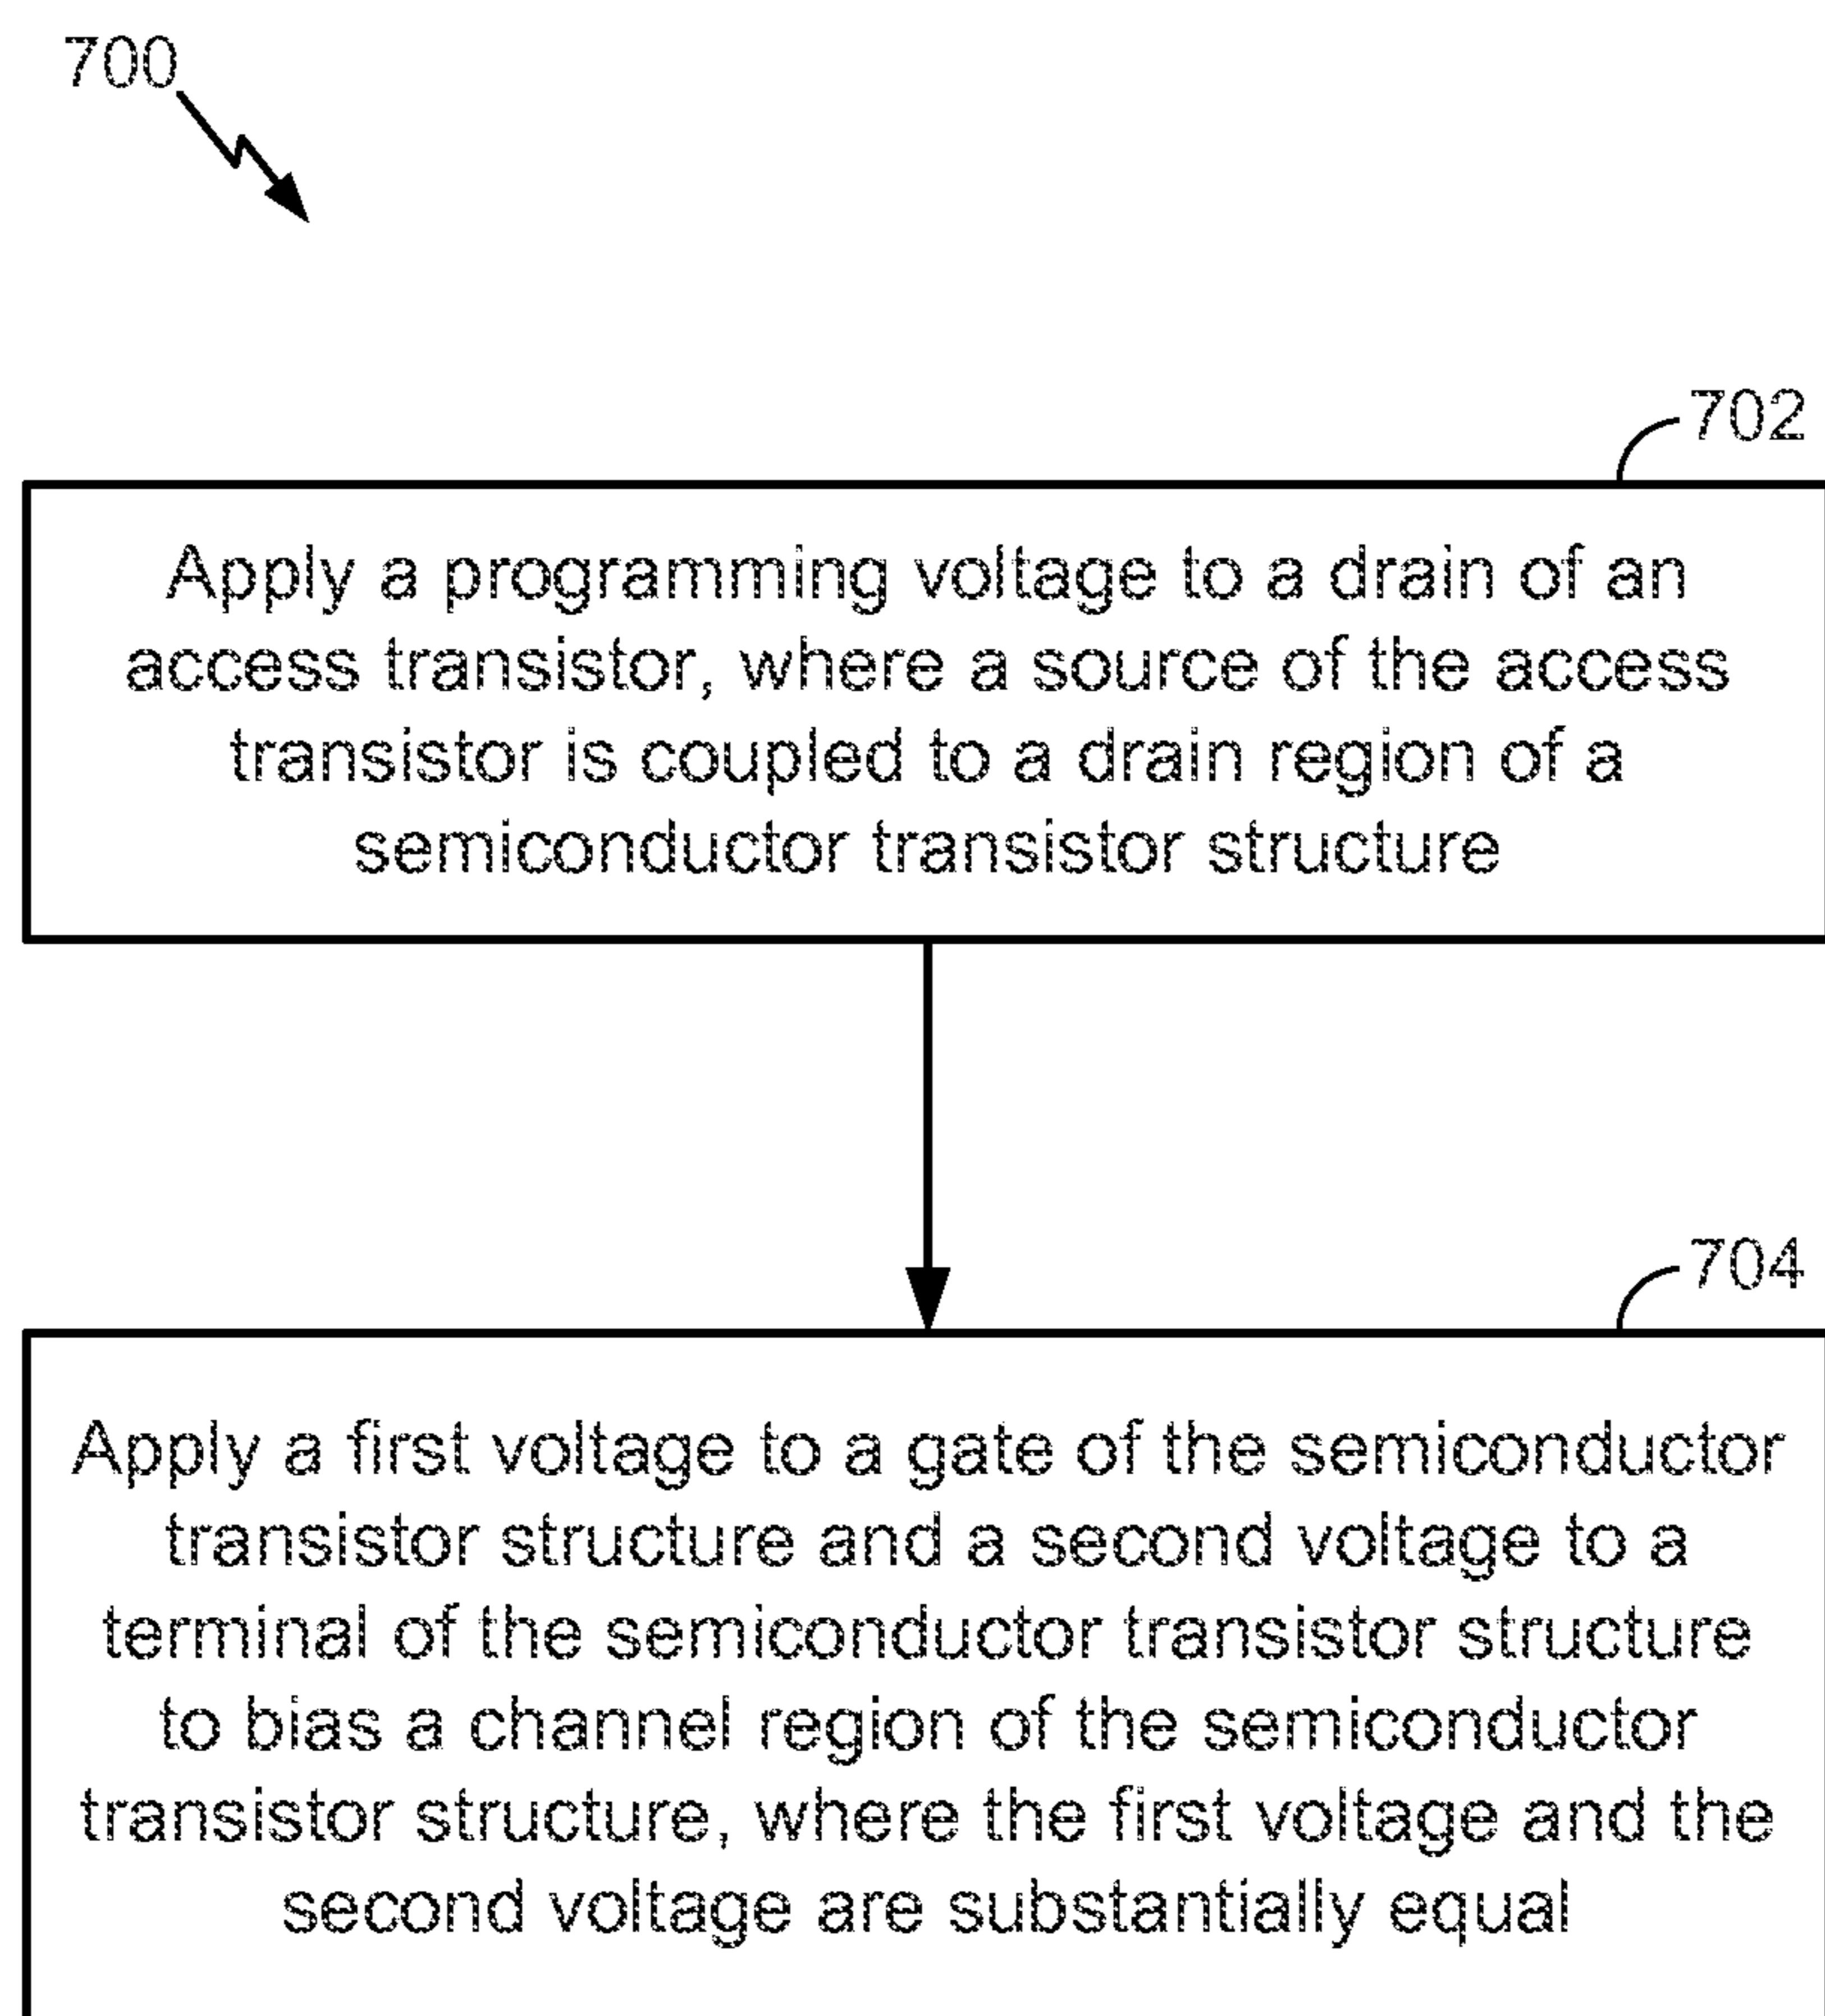 700
702
Apply a programming voltage to a drain of an
access transistor, where a source of the access
transistor is coupled to a drain region of a
semiconductor transistor structure
704
Apply a first voltage to a gate of the semiconductor
transistor structure and a second voltage to a
terminal of the semiconductor transistor structure
to bias a channel region of the semiconductor
transistor structure, where the first voltage and the
second voltage are substantially equal